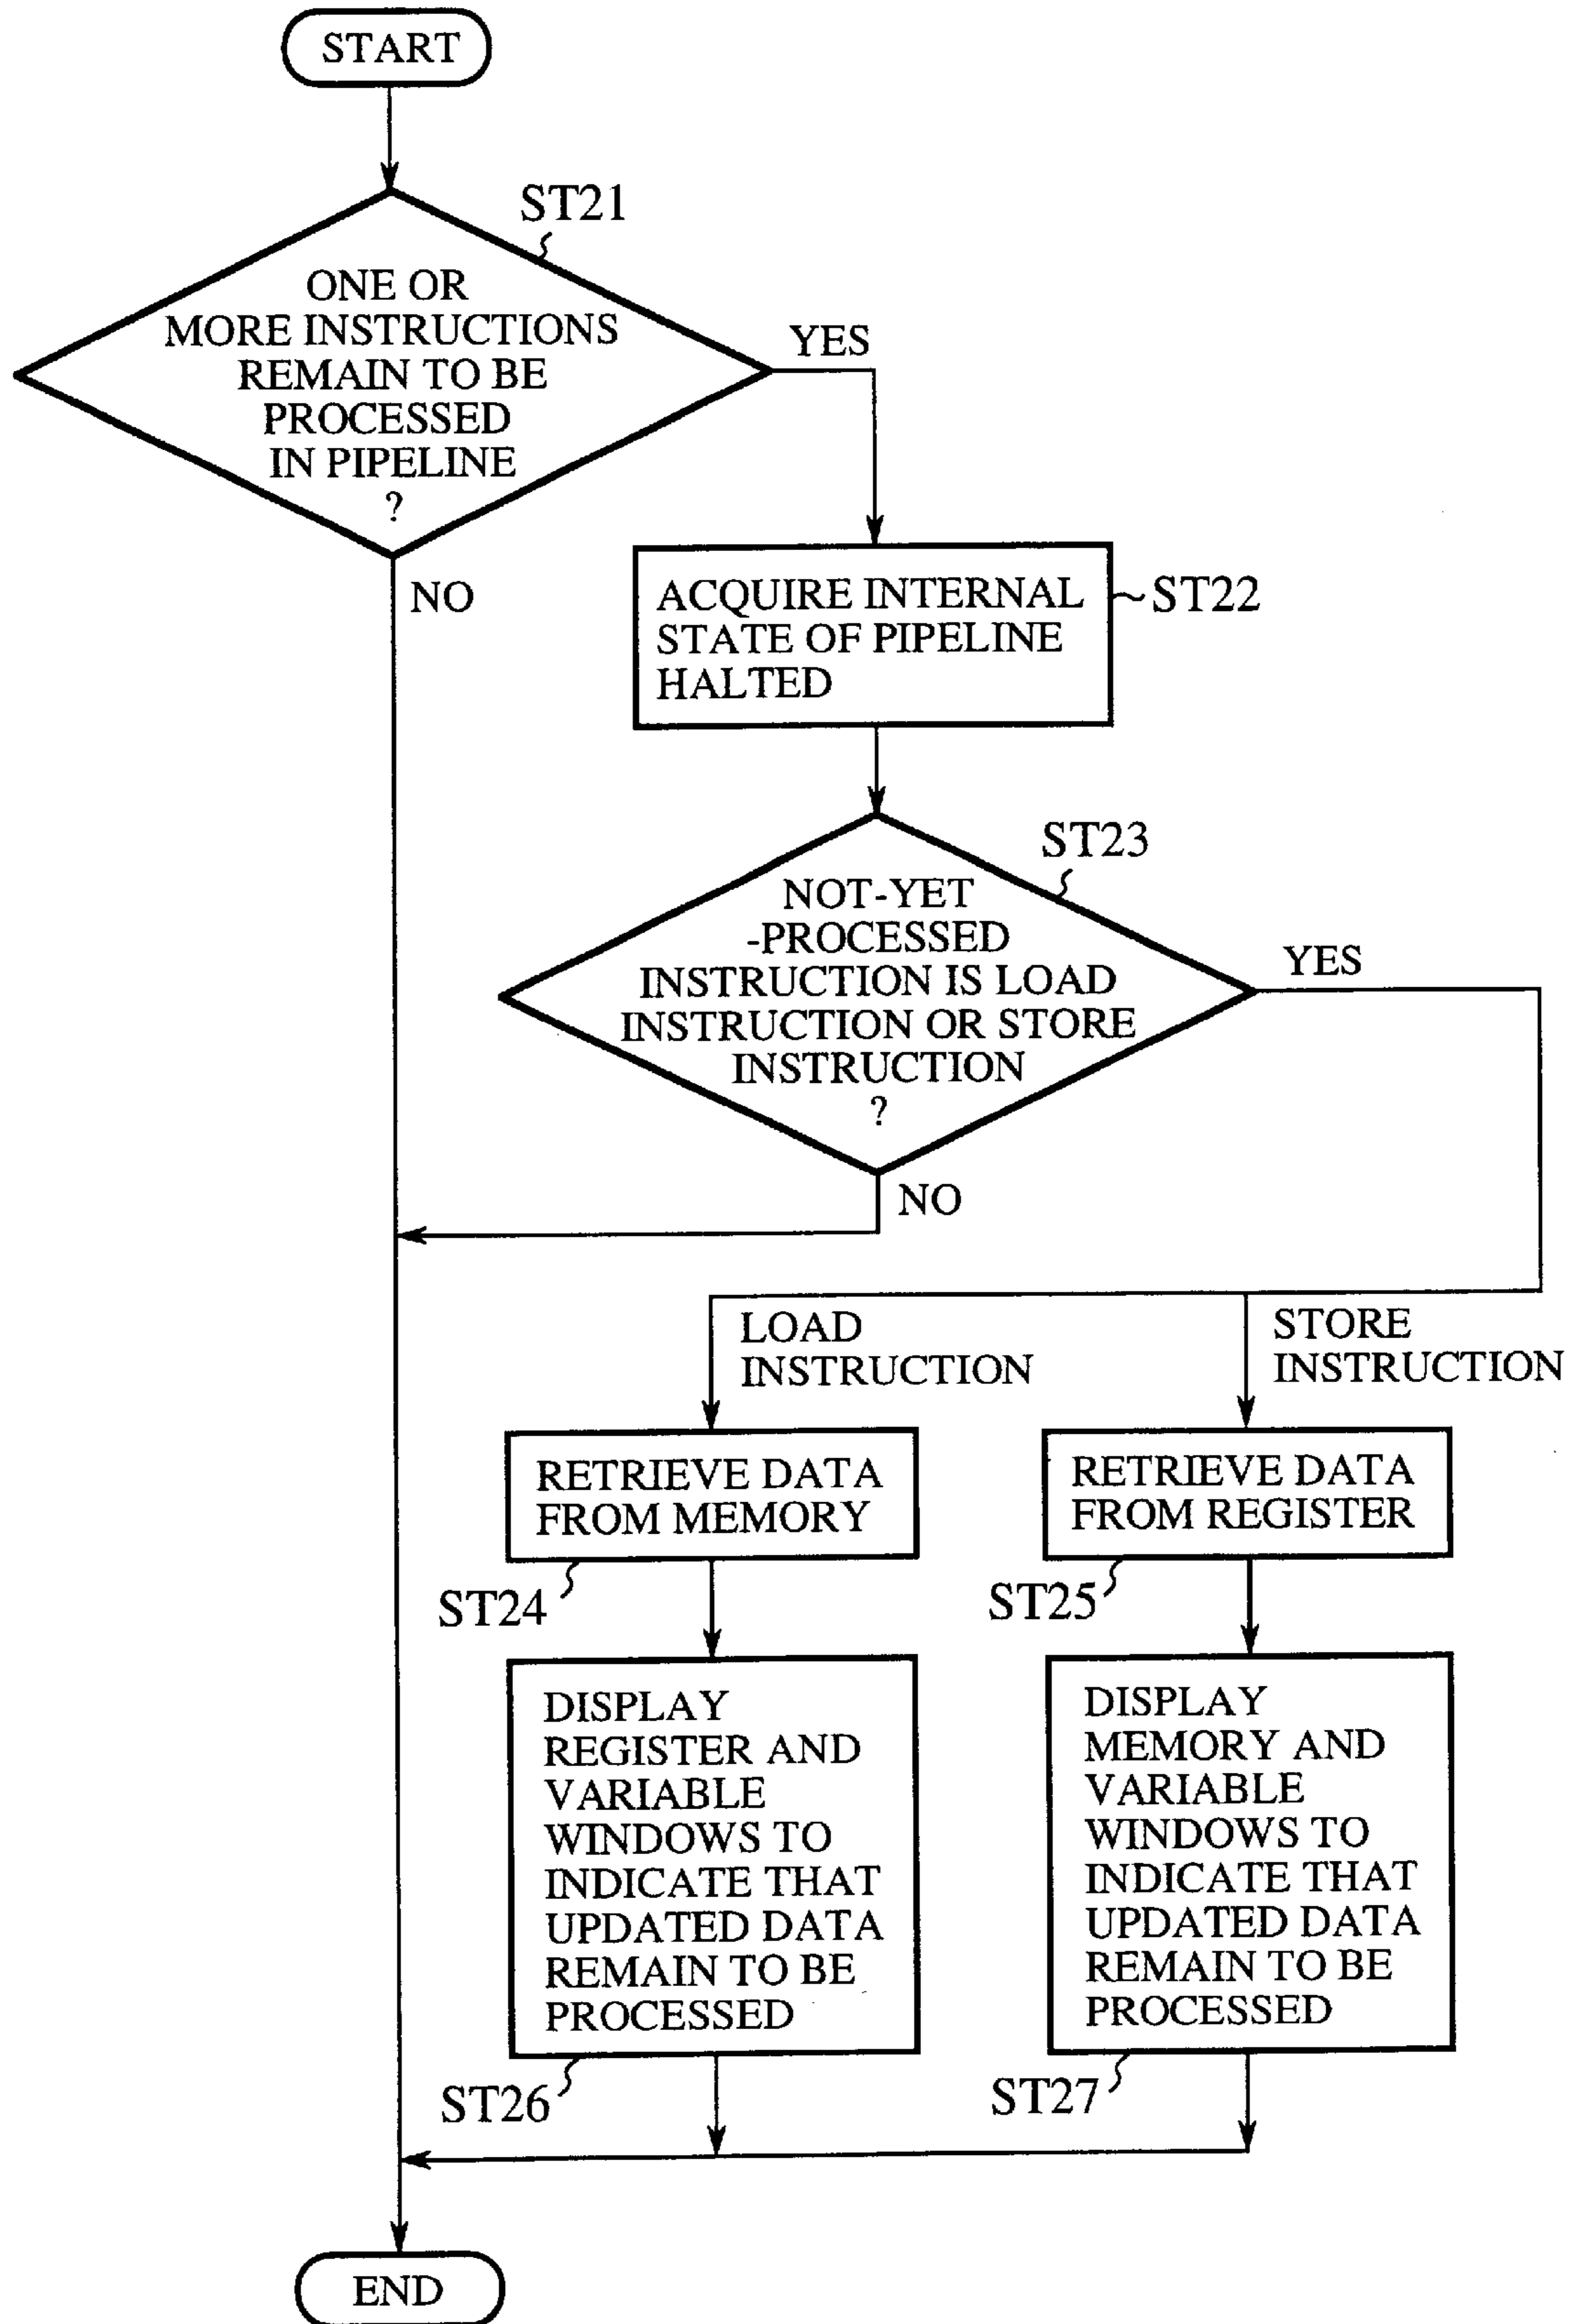 START
ST21
ONE OR
MORE INSTRUCTIONS
REMAIN TO BE
PROCESSED
IN PIPELINE
?
YES
NO
ACQUIRE INTERNAL
STATE OF PIPELINE
HALTED
ST22
ST23
NOT-YET
-PROCESSED
INSTRUCTION IS LOAD
INSTRUCTION OR STORE
INSTRUCTION
?
YES
NO
LOAD
INSTRUCTION
STORE
INSTRUCTION
RETRIEVE DATA
FROM MEMORY
ST24
RETRIEVE DATA
FROM REGISTER
ST25
DISPLAY
REGISTER AND
VARIABLE
WINDOWS TO
INDICATE THAT
UPDATED DATA
REMAIN TO BE
PROCESSED
ST26
DISPLAY
MEMORY AND
VARIABLE
WINDOWS TO
INDICATE THAT
UPDATED DATA
REMAIN TO BE
PROCESSED
ST27
END